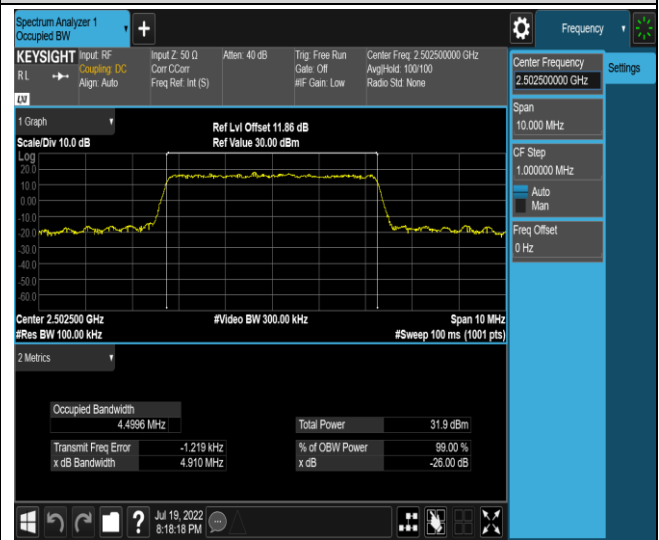 Spectrum Analyzer 1
Occupied BW
+
Frequency
KEYSIGHT
RL
LXI
Input: RF
Coupling: DC
Align: Auto
Input Z: 50 Ω
Corr CCorr
Freq Ref: Int (S)
Atten: 40 dB
Trig: Free Run
Gate: Off
#IF Gain: Low
Center Freq: 2.502500000 GHz
Avg|Hold: 100/100
Radio Std: None
Center Frequency
2.502500000 GHz
Settings
Span
10.000 MHz
CF Step
1.000000 MHz
Auto
Man
Freq Offset
0 Hz
1 Graph
Scale/Div 10.0 dB
Ref Lvl Offset 11.86 dB
Ref Value 30.00 dBm
Log
20.0
10.0
0.00
-10.0
-20.0
-30.0
-40.0
-50.0
-60.0
Center 2.502500 GHz
#Res BW 100.00 kHz
#Video BW 300.00 kHz
Span 10 MHz
#Sweep 100 ms (1001 pts)
2 Metrics
Occupied Bandwidth
4.4996 MHz
Total Power 31.9 dBm
Transmit Freq Error -1.219 kHz
% of OBW Power 99.00 %
x dB Bandwidth 4.910 MHz
x dB -26.00 dB
?
Jul 19, 2022
8:18:18 PM